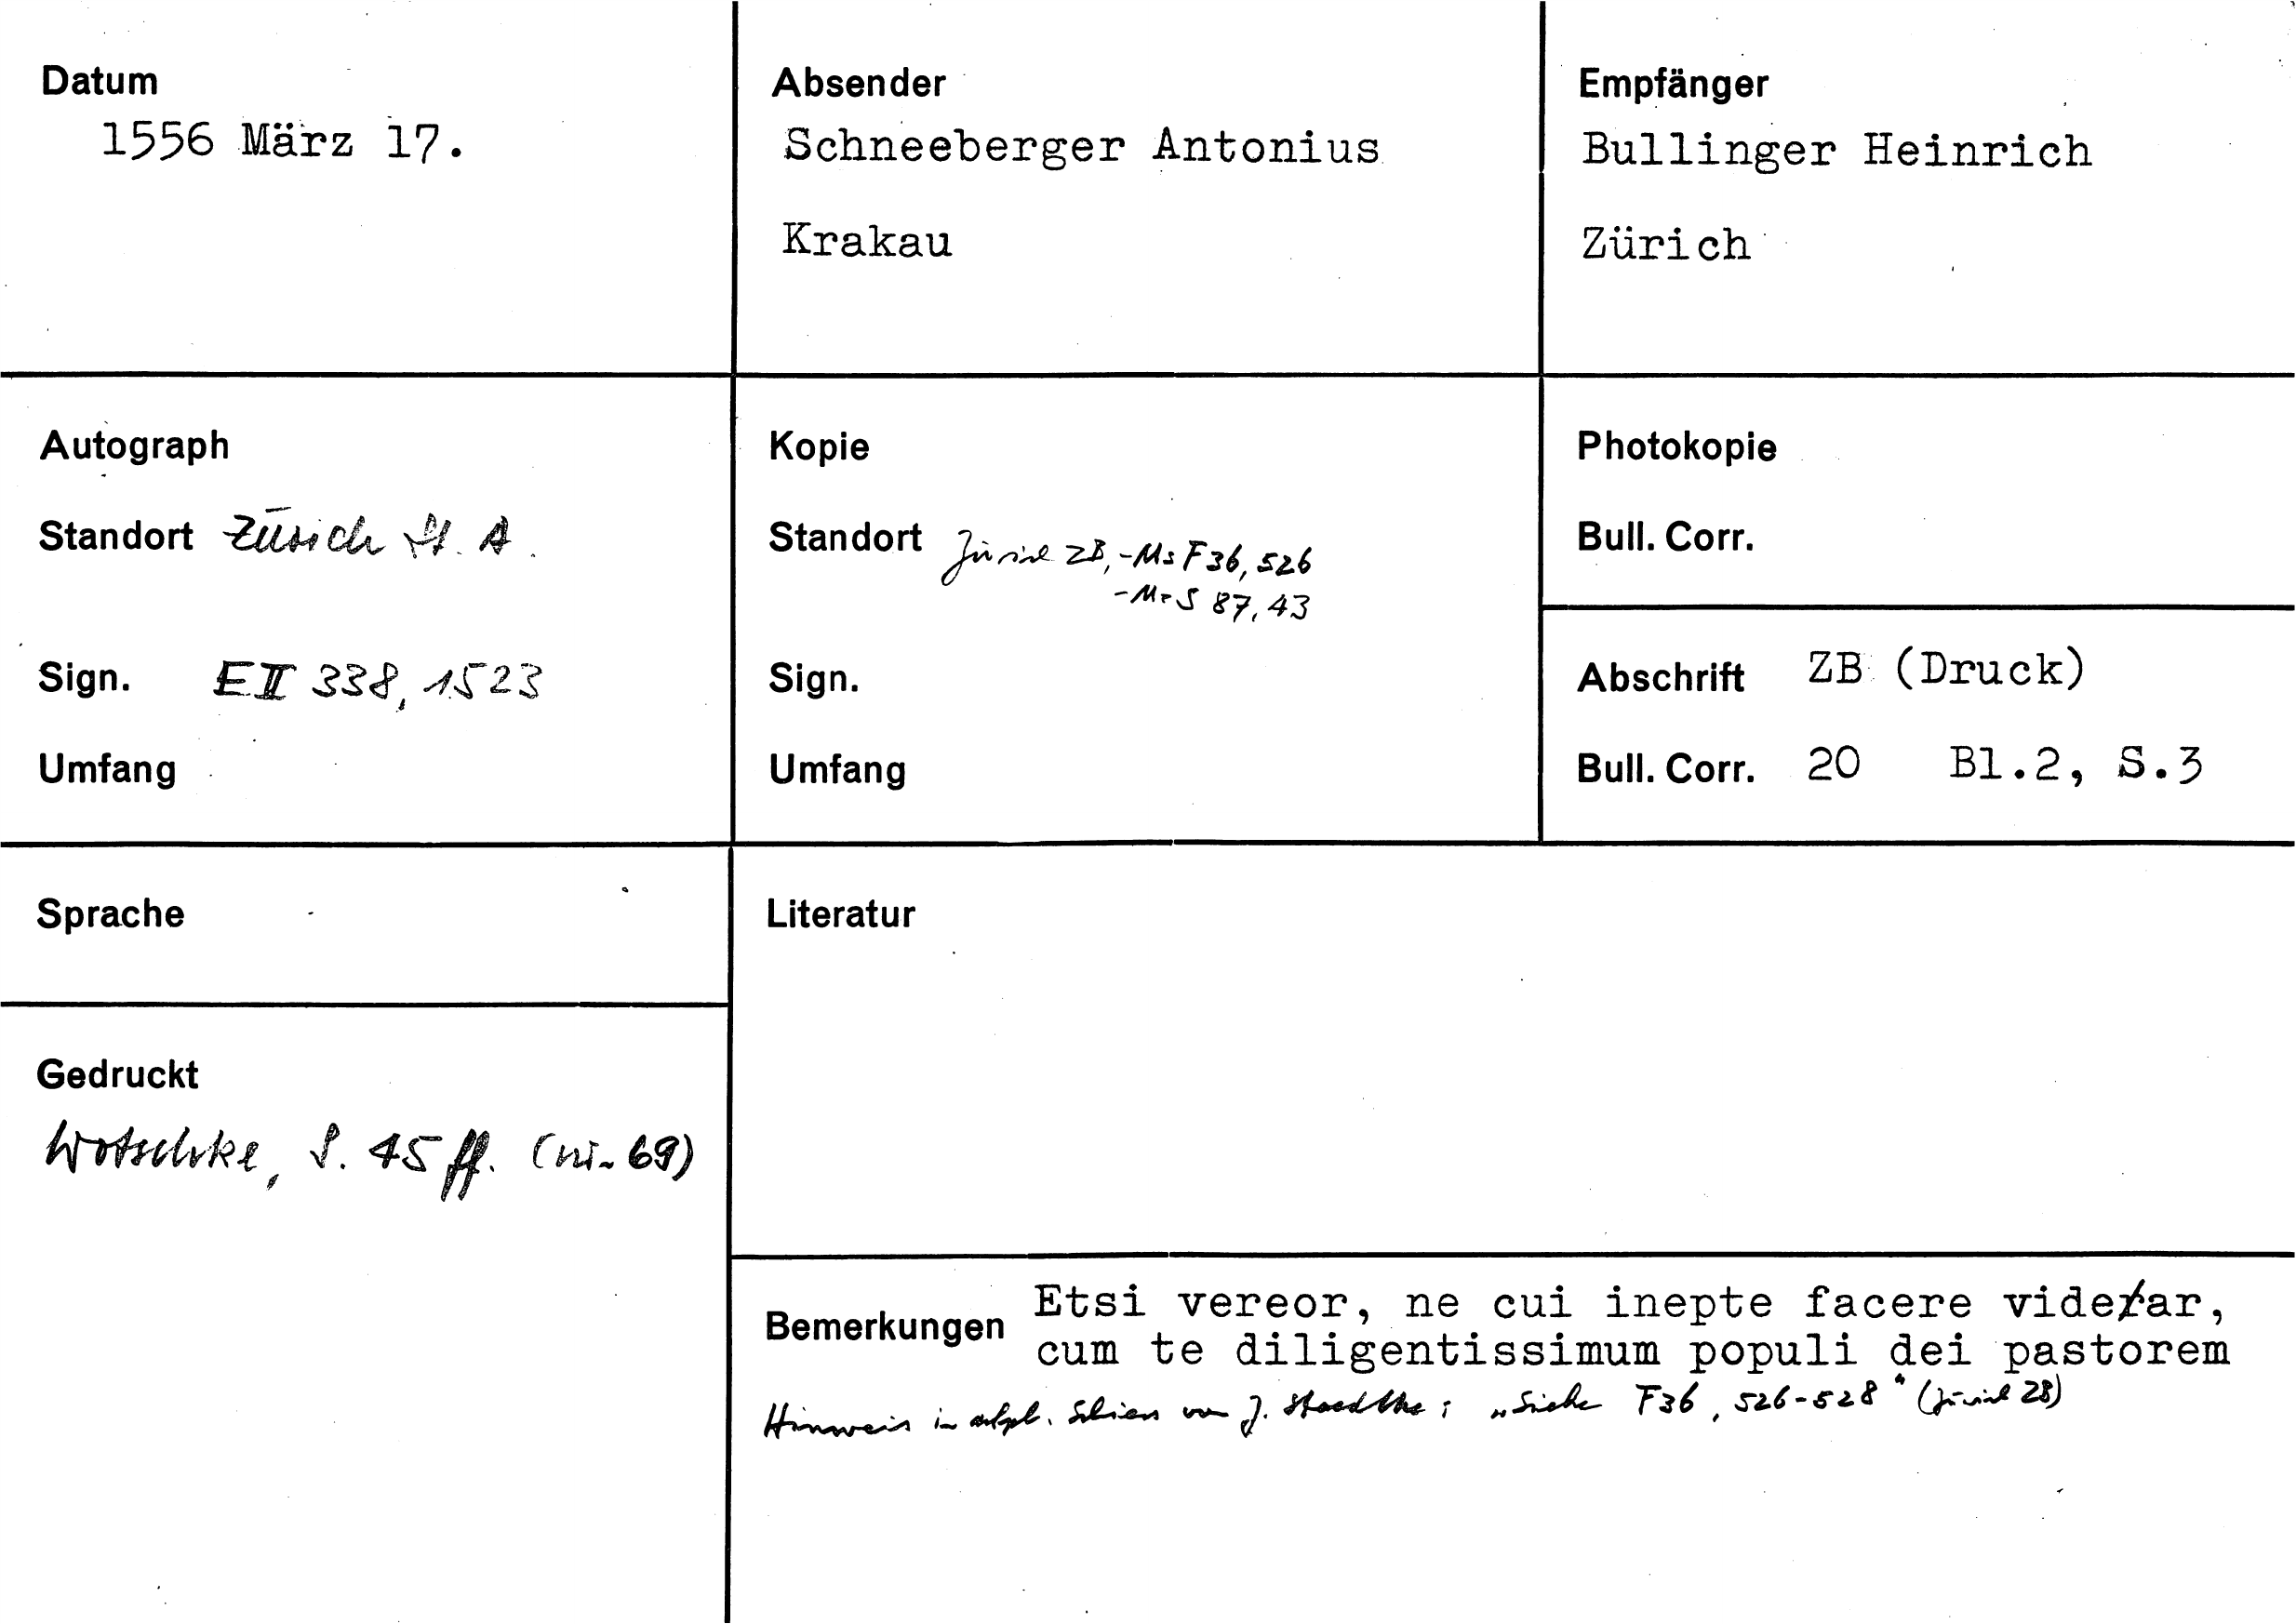 Datum
1556 März 17.
Absender
Schneeberger Antonius
Krakau
Empfänger
Bullinger Heinrich
Zürich
Autograph
Standort Zürich St. A.
Sign. E II 338, 1523
Umfang
Kopie
Standort Zürich ZB, - Ms F 36, 526
- Ms S 87, 43
Sign.
Umfang
Photokopie
Bull. Corr.
Abschrift ZB (Druck)
Bull. Corr. 20 Bl.2, S.3
Sprache
Gedruckt
Wotschke, S. 45 ff. (nr. 69)
Literatur
Bemerkungen Etsi vereor, ne cui inepte facere videar,
cum te diligentissimum populi dei pastorem
Hinweis in von J. Staedtke: "Siehe F36, 526-528" (Zürich ZB)